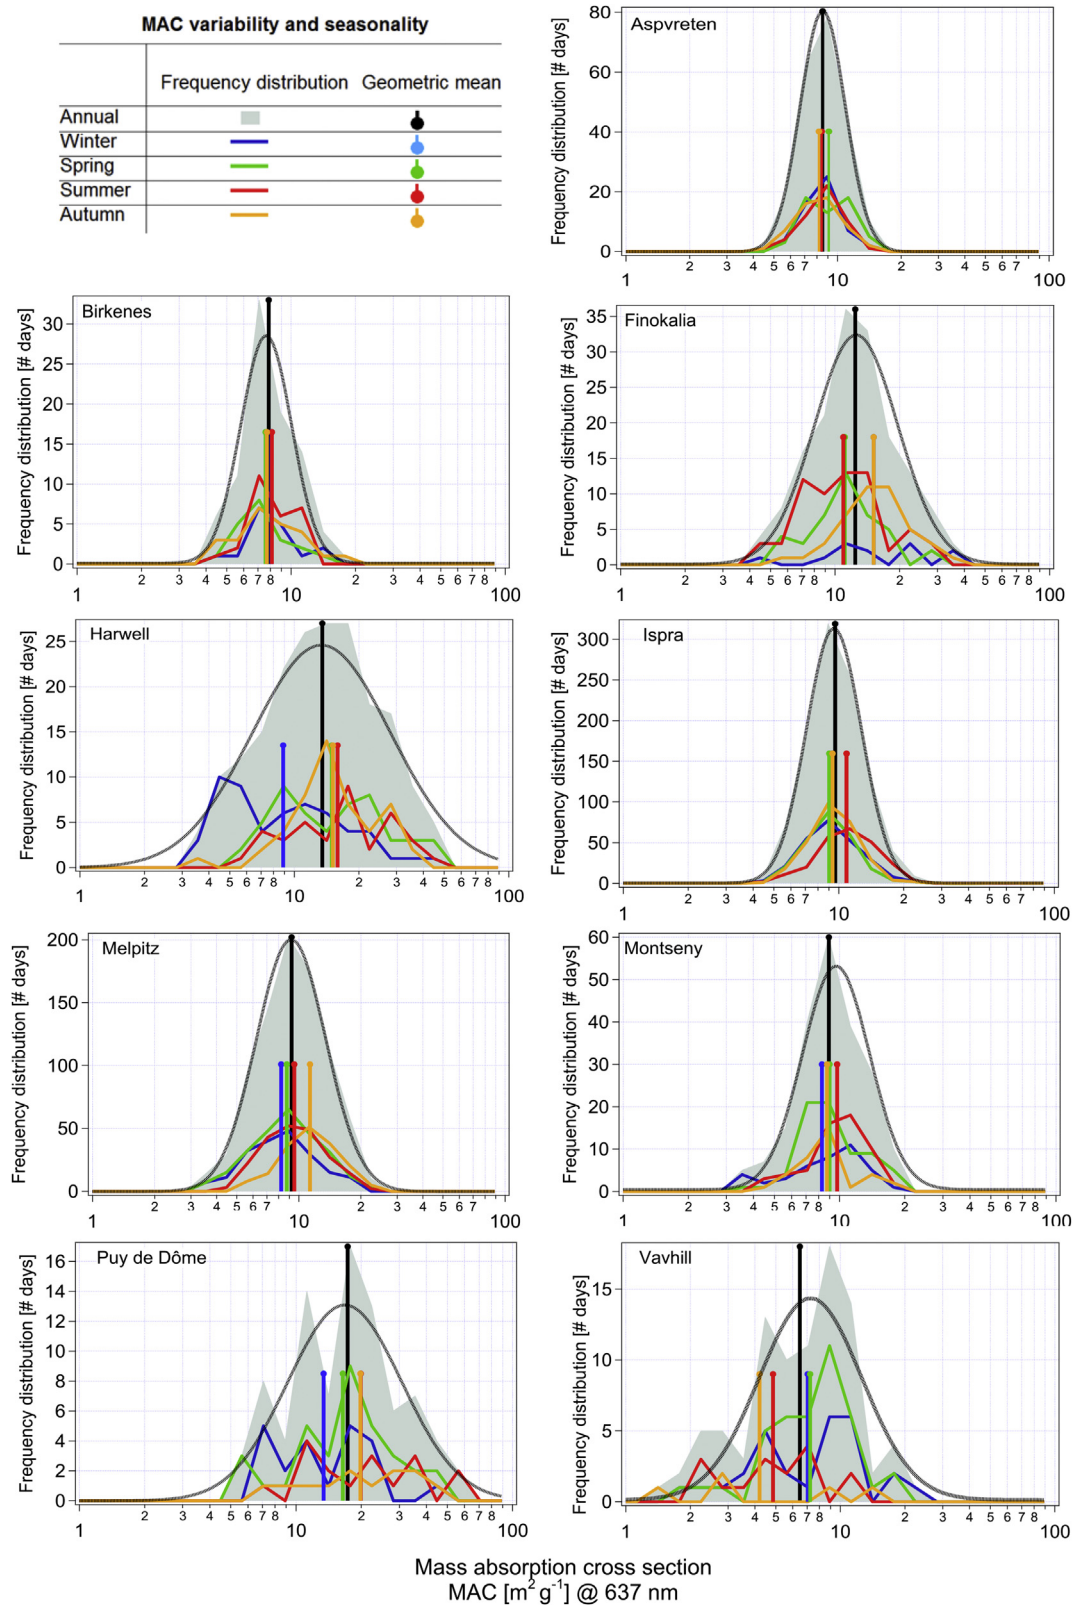 MAC variability and seasonality
Frequency distribution Geometric mean
Annual
Winter
Spring
Summer
Autumn
Aspvreten
Frequency distribution [# days]
80
60
40
20
0
1 2 3 4 5 6 7 10 2 3 4 5 6 7 100
Birkenes
Frequency distribution [# days]
30
25
20
15
10
5
0
1 2 3 4 5 6 7 8 10 2 3 4 5 6 7 8 100
Finokalia
Frequency distribution [# days]
35
30
25
20
15
10
5
0
1 2 3 4 5 6 7 8 10 2 3 4 5 6 7 8 100
Harwell
Frequency distribution [# days]
25
20
15
10
5
0
1 2 3 4 5 6 7 8 10 2 3 4 5 6 7 8 100
Ispra
Frequency distribution [# days]
300
250
200
150
100
50
0
1 2 3 4 5 6 7 10 2 3 4 5 6 7 100
Melpitz
Frequency distribution [# days]
200
150
100
50
0
1 2 3 4 5 6 7 10 2 3 4 5 6 7 100
Montseny
Frequency distribution [# days]
60
50
40
30
20
10
0
1 2 3 4 5 6 7 8 10 2 3 4 5 6 7 8 100
Puy de Dôme
Frequency distribution [# days]
16
14
12
10
8
6
4
2
0
1 2 3 4 5 6 7 8 10 2 3 4 5 6 7 8 100
Vavhill
Frequency distribution [# days]
15
10
5
0
1 2 3 4 5 6 7 8 10 2 3 4 5 6 7 8 100
Mass absorption cross section
MAC [m² g⁻¹] @ 637 nm